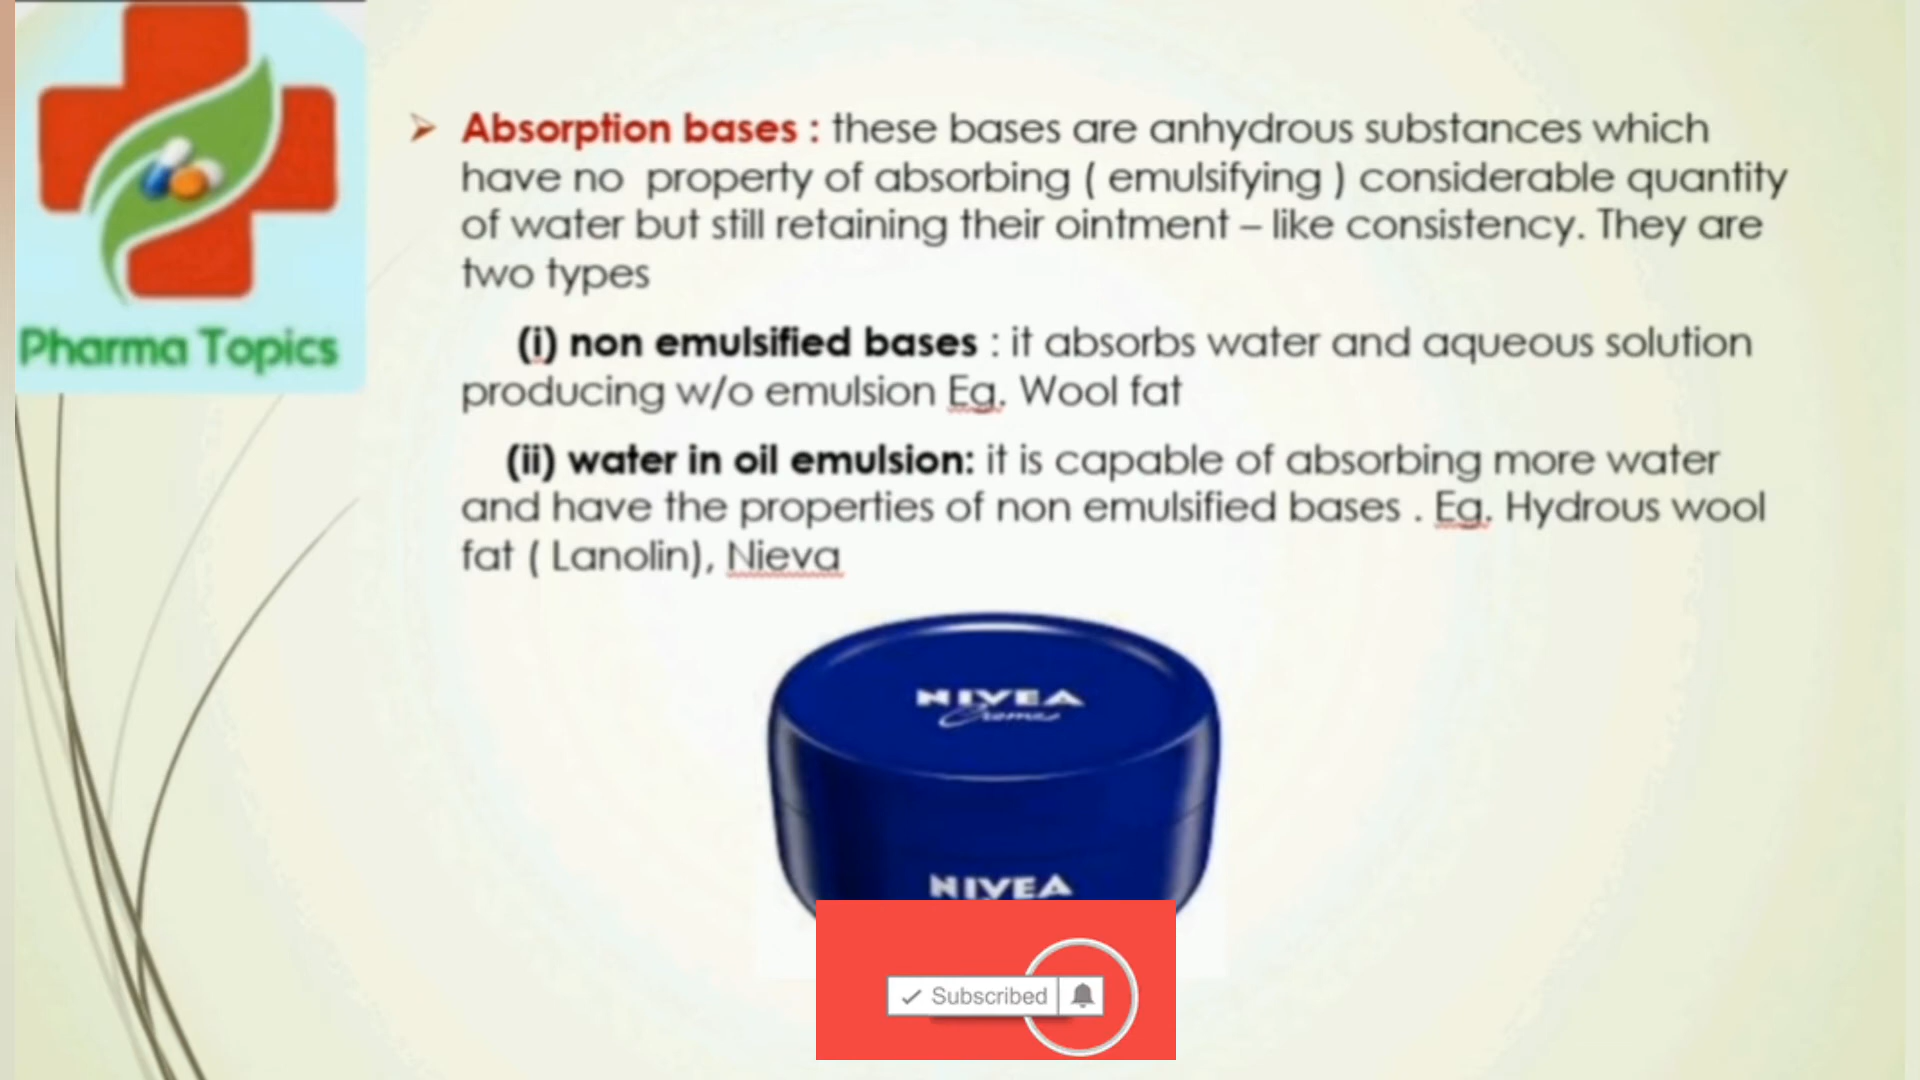 Pharma Topics
Absorption bases : these bases are anhydrous substances which
have no property of absorbing ( emulsifying ) considerable quantity
of water but still retaining their ointment – like consistency. They are
two types
(i) non emulsified bases : it absorbs water and aqueous solution
producing w/o emulsion Eg. Wool fat
(ii) water in oil emulsion: it is capable of absorbing more water
and have the properties of non emulsified bases . Eg. Hydrous wool
fat ( Lanolin), Nieva
NIVEA
Creme
NIVEA
Subscribed